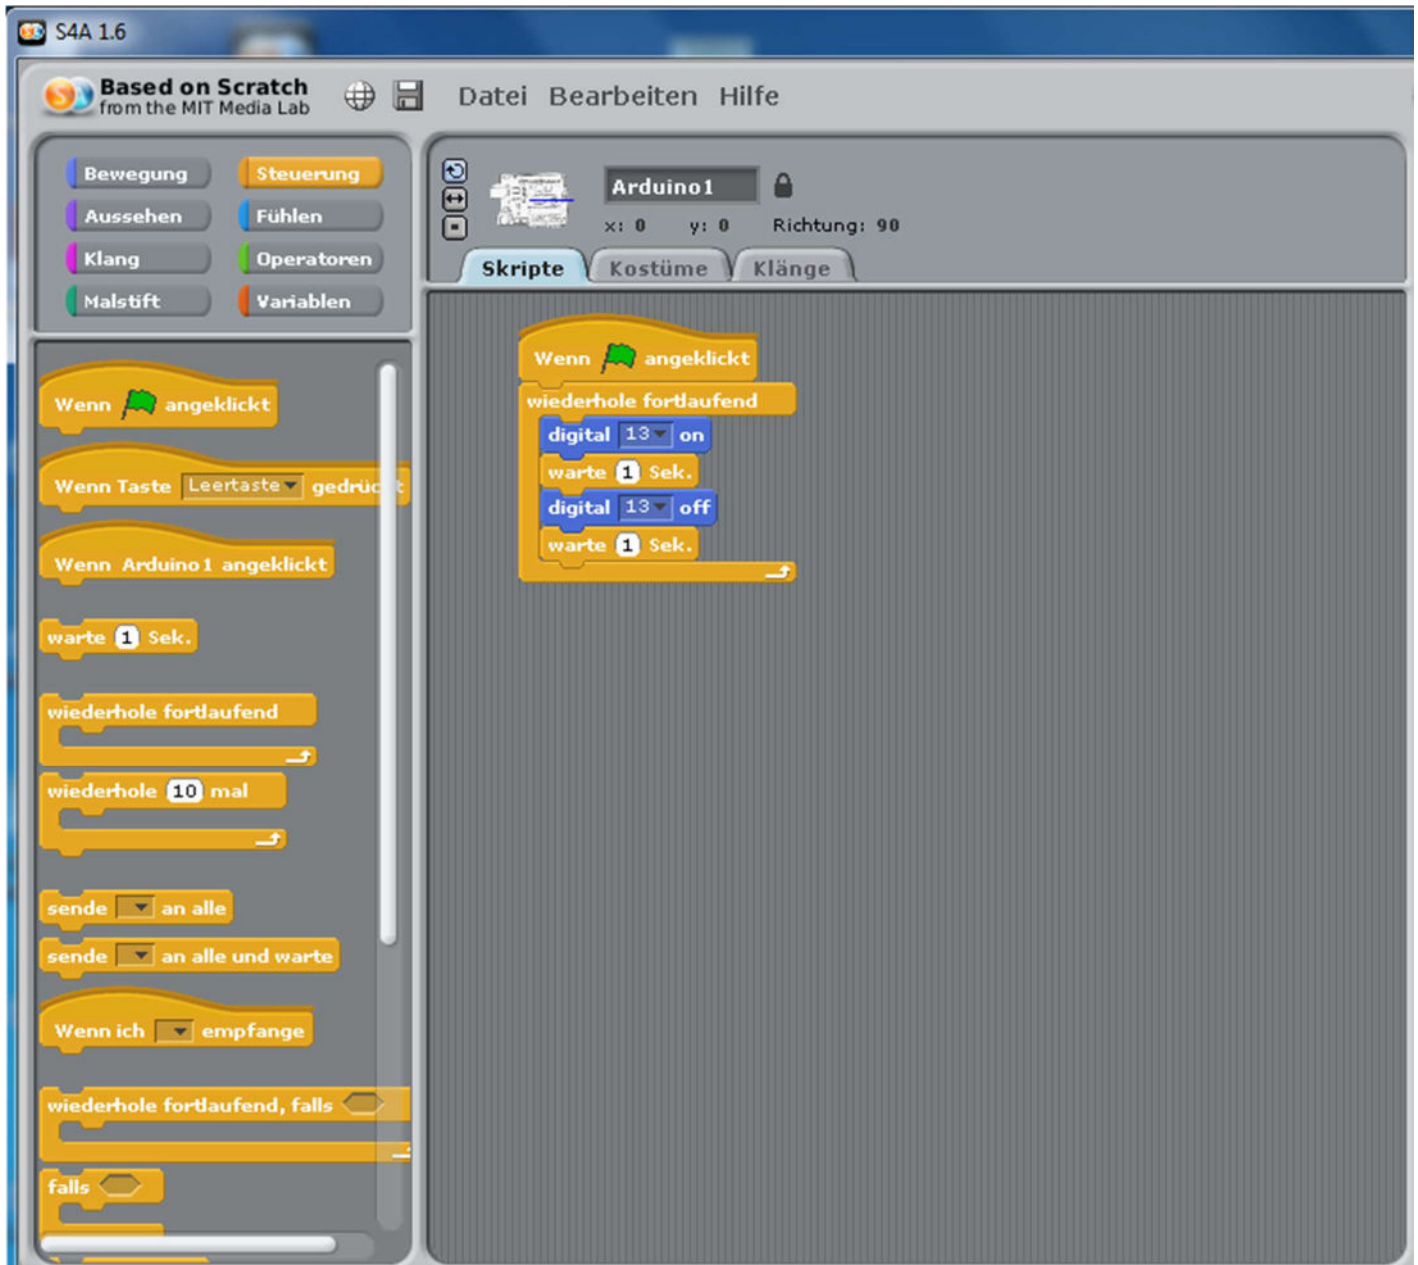 S4A 1.6
Based on Scratch
from the MIT Media Lab
Datei Bearbeiten Hilfe
Bewegung Steuerung
Aussehen Fühlen
Klang Operatoren
Malstift Variablen
Arduino1
x: 0 y: 0 Richtung: 90
Skripte Kostüme Klänge
Wenn angeklickt
Wenn Taste Leertaste gedrückt
Wenn Arduino1 angeklickt
warte 1 Sek.
wiederhole fortlaufend
wiederhole 10 mal
sende an alle
sende an alle und warte
Wenn ich empfange
wiederhole fortlaufend, falls
falls
Wenn angeklickt
wiederhole fortlaufend
digital 13 on
warte 1 Sek.
digital 13 off
warte 1 Sek.